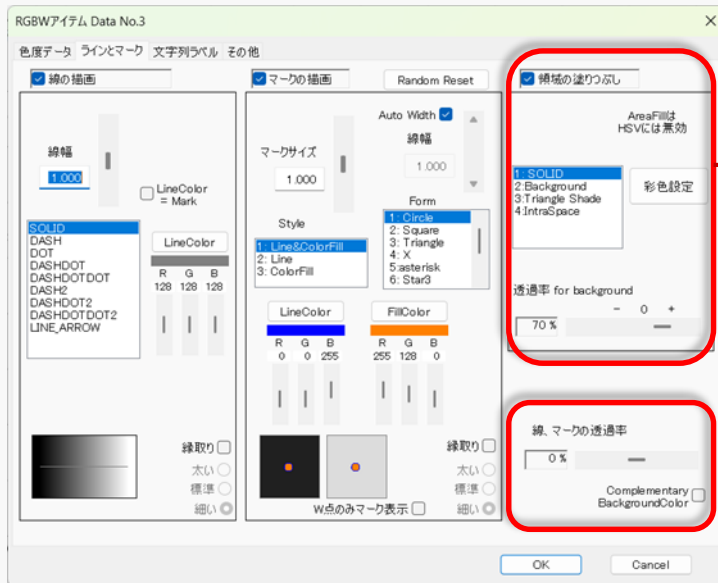 RGBWアイテム Data No.3
色度データ ラインとマーク 文字列ラベル その他
線の描画
線幅
1.000
LineColor
= Mark
SOLID
DASH
DOT
DASHDOT
DASHDOTDOT
DASH2
DASHDOT2
DASHDOTDOT2
LINE_ARROW
LineColor
R G B
128 128 128
縁取り
太い
標準
細い
マークの描画
Random Reset
Auto Width
線幅
1.000
マークサイズ
1.000
Style
1: Line&ColorFill
2: Line
3: ColorFill
Form
1: Circle
2: Square
3: Triangle
4: X
5:asterisk
6: Star3
LineColor
R G B
0 0 255
FillColor
R G B
255 128 0
縁取り
太い
標準
細い
W点のみマーク表示
領域の塗りつぶし
AreaFillは
HSVには無効
1: SOLID
2:Background
3:Triangle Shade
4:IntraSpace
彩色設定
透過率 for background
- 0 +
70 %
線、マークの透過率
0 %
Complementary
BackgroundColor
OK
Cancel